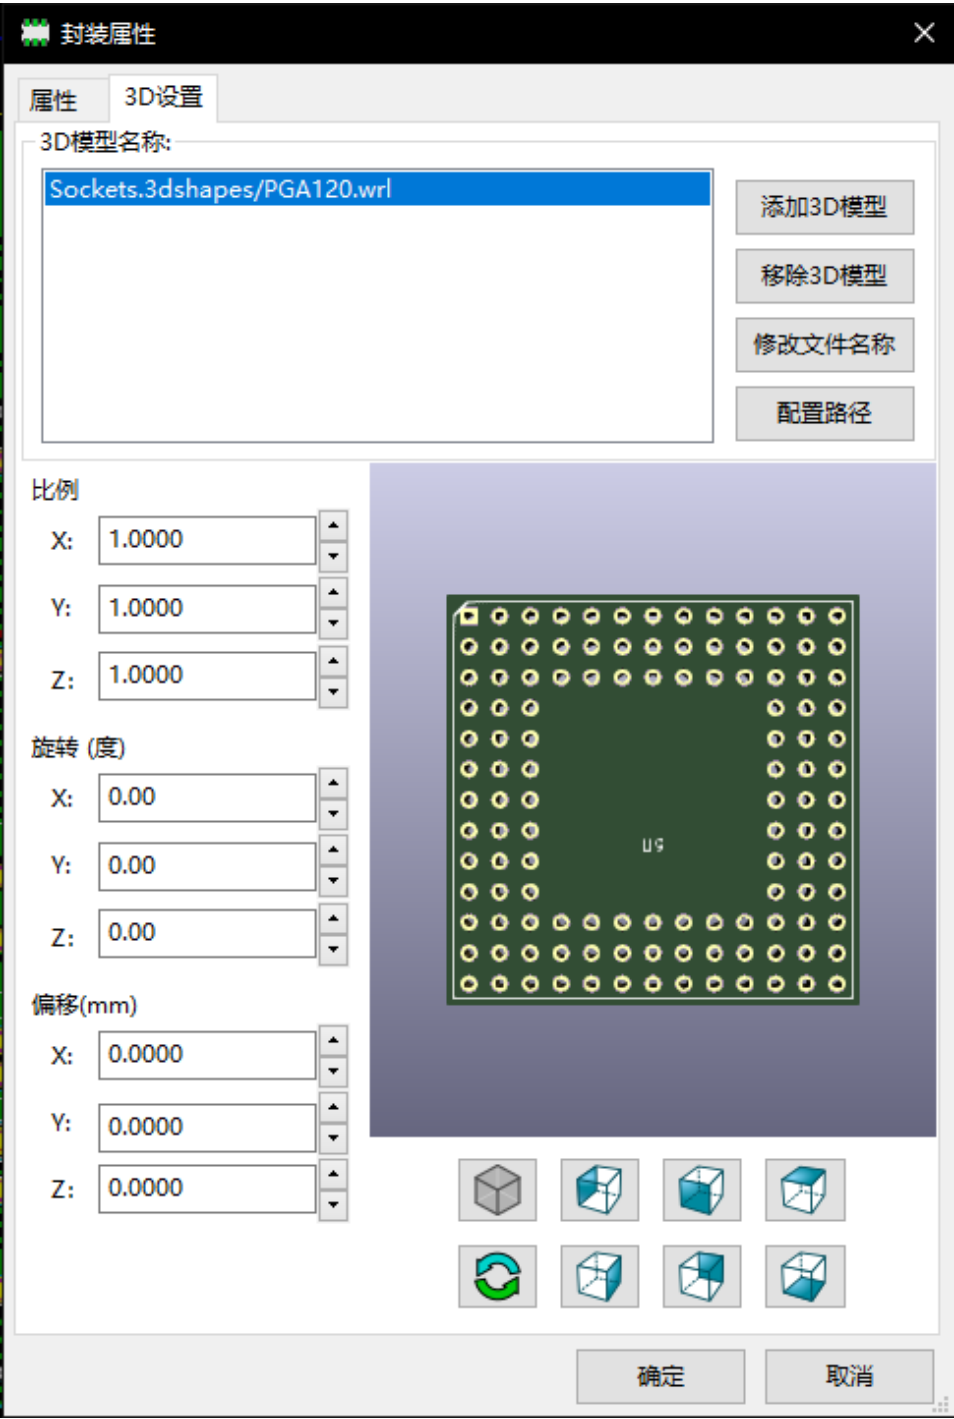 封装属性
属性
3D设置
3D模型名称:
Sockets.3dshapes/PGA120.wrl
添加3D模型
移除3D模型
修改文件名称
配置路径
比例
X: 1.0000
Y: 1.0000
Z: 1.0000
旋转 (度)
X: 0.00
Y: 0.00
Z: 0.00
偏移(mm)
X: 0.0000
Y: 0.0000
Z: 0.0000
确定
取消